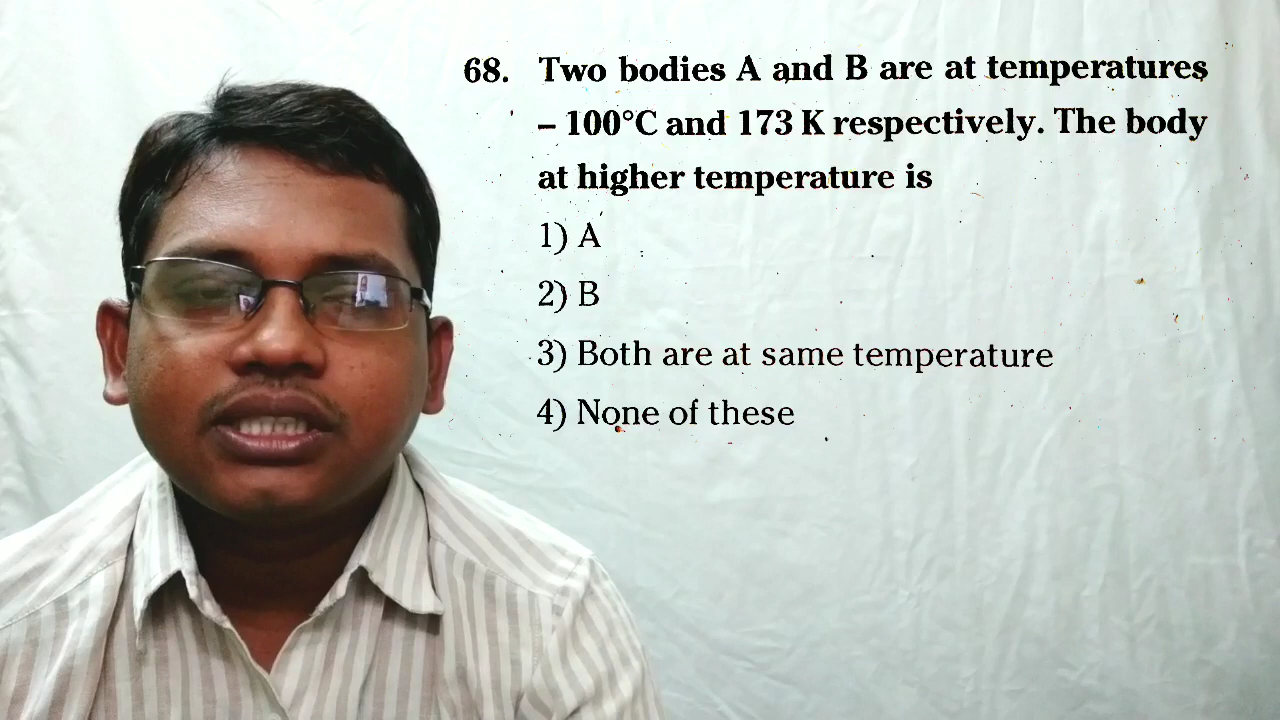 68. Two bodies A and B are at temperatures
– 100°C and 173 K respectively. The body
at higher temperature is
1) A
2) B
3) Both are at same temperature
4) None of these